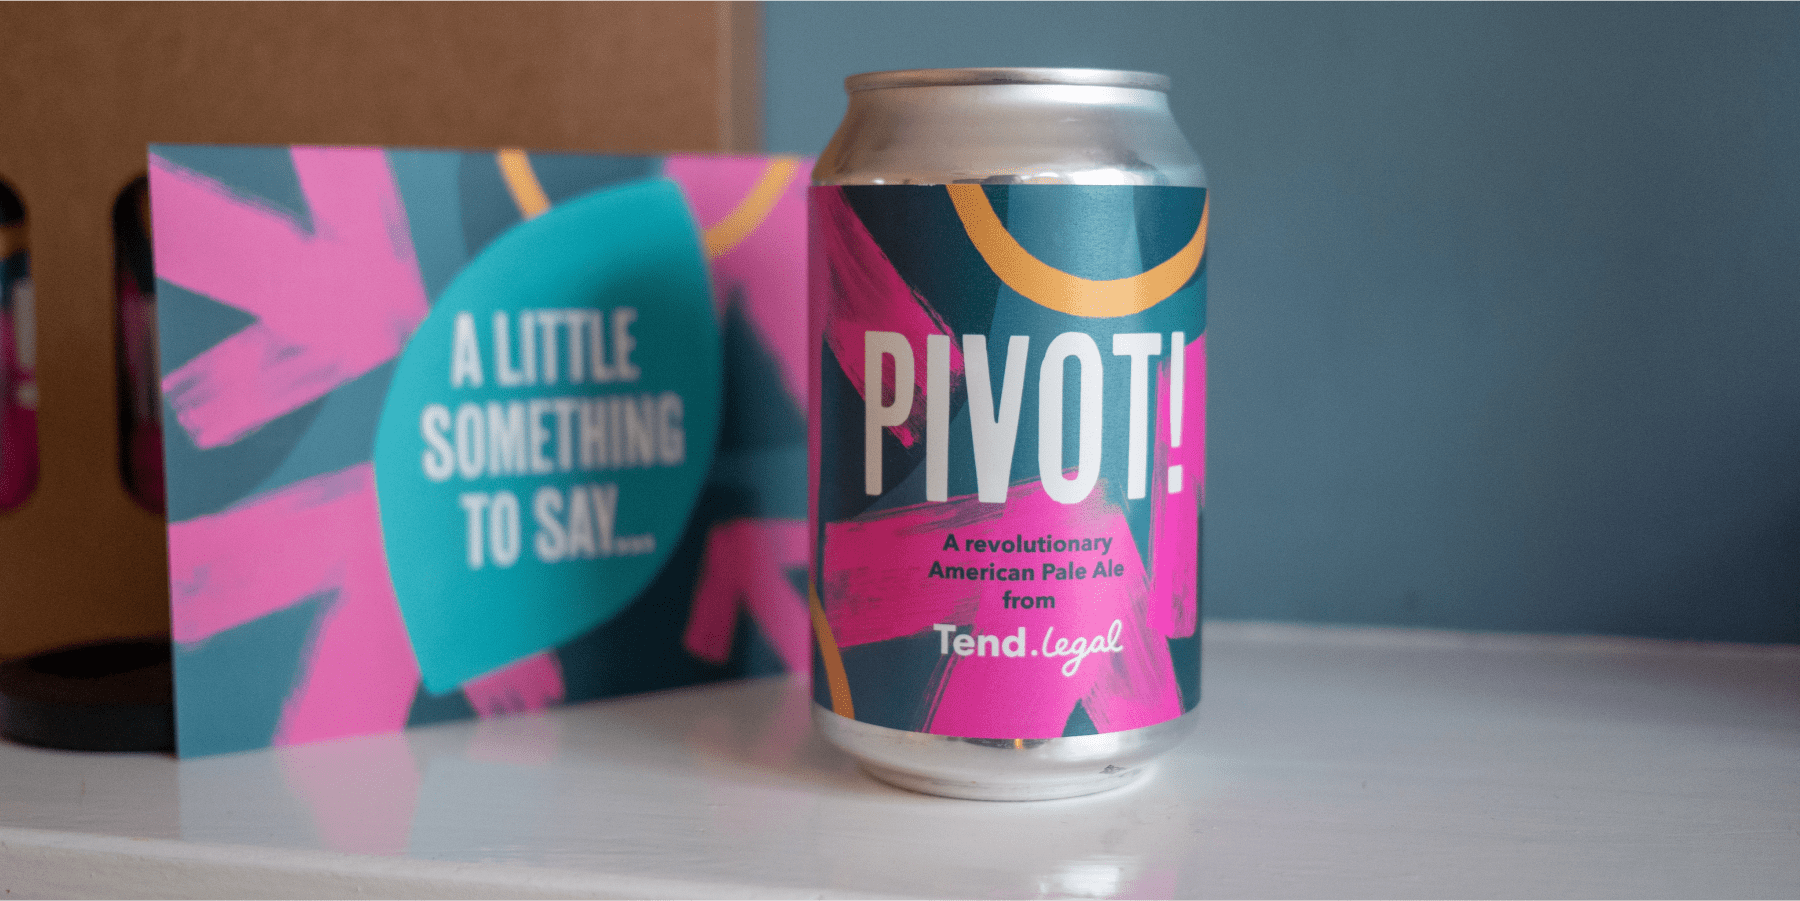 A LITTLE
SOMETHING
TO SAY...
PIVOT!
A revolutionary
American Pale Ale
from
Tend.Legal